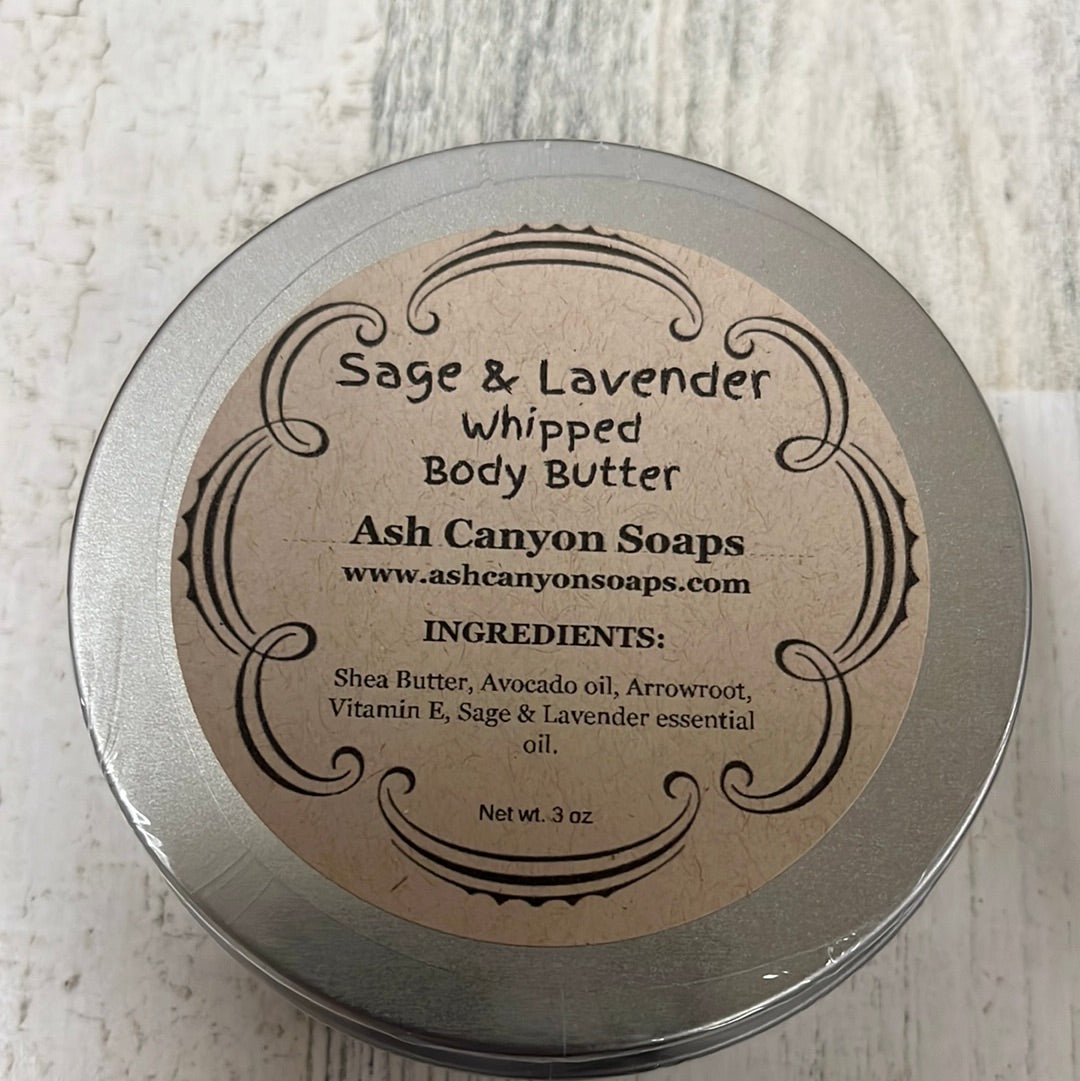 Sage & Lavender
Whipped
Body Butter
Ash Canyon Soaps
www.ashcanyonsoaps.com
INGREDIENTS:
Shea Butter, Avocado oil, Arrowroot,
Vitamin E, Sage & Lavender essential
oil.
Net wt. 3 oz